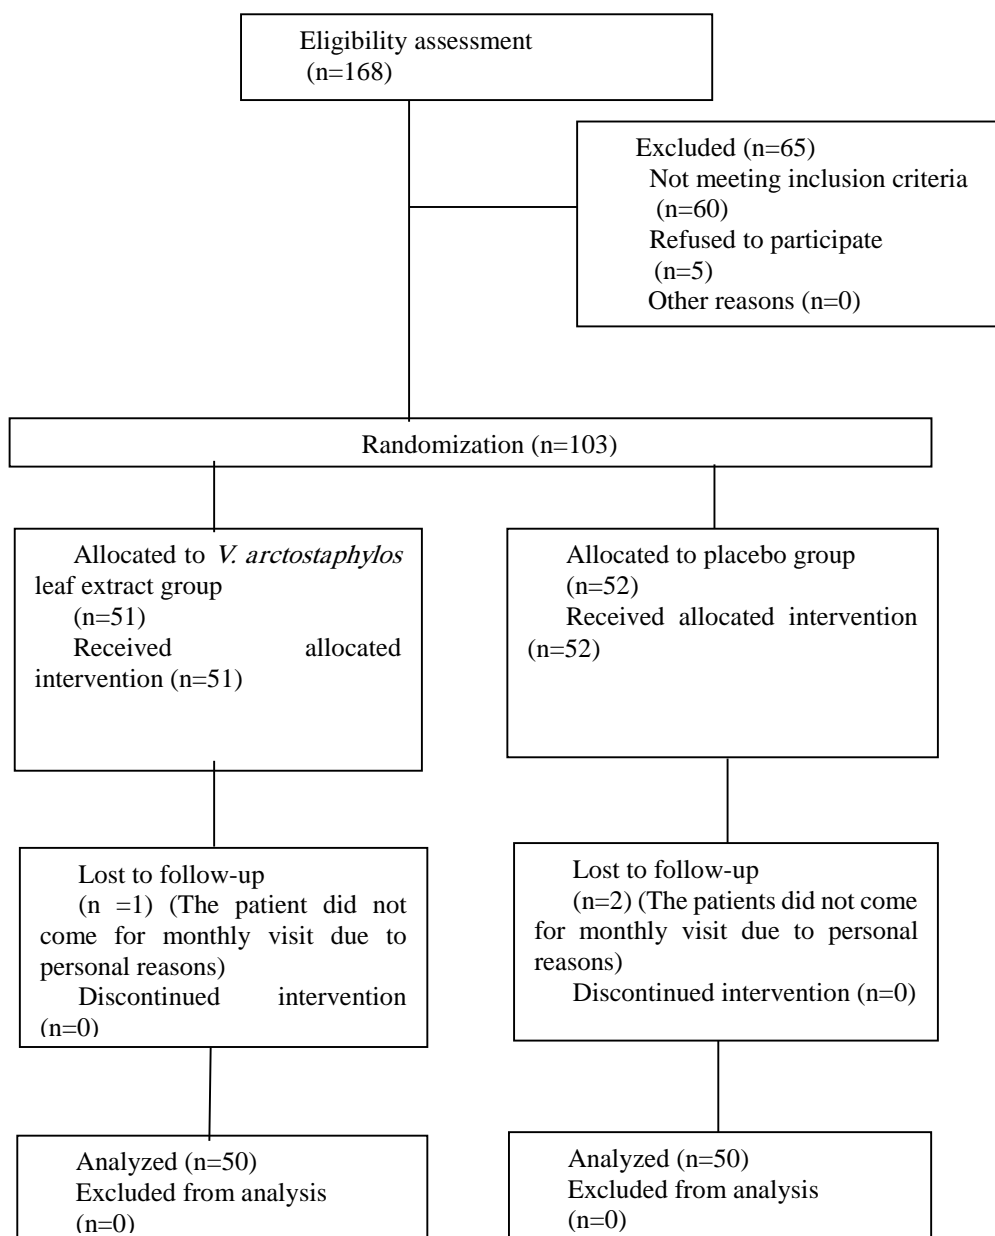 Eligibility assessment
(n=168)
Excluded (n=65)
Not meeting inclusion criteria
(n=60)
Refused to participate
(n=5)
Other reasons (n=0)
Randomization (n=103)
Allocated to V. arctostaphylos
leaf extract group
(n=51)
Received allocated
intervention (n=51)
Allocated to placebo group
(n=52)
Received allocated intervention
(n=52)
Lost to follow-up
(n =1) (The patient did not
come for monthly visit due to
personal reasons)
Discontinued intervention
(n=0)
Lost to follow-up
(n=2) (The patients did not come
for monthly visit due to personal
reasons)
Discontinued intervention (n=0)
Analyzed (n=50)
Excluded from analysis
(n=0)
Analyzed (n=50)
Excluded from analysis
(n=0)